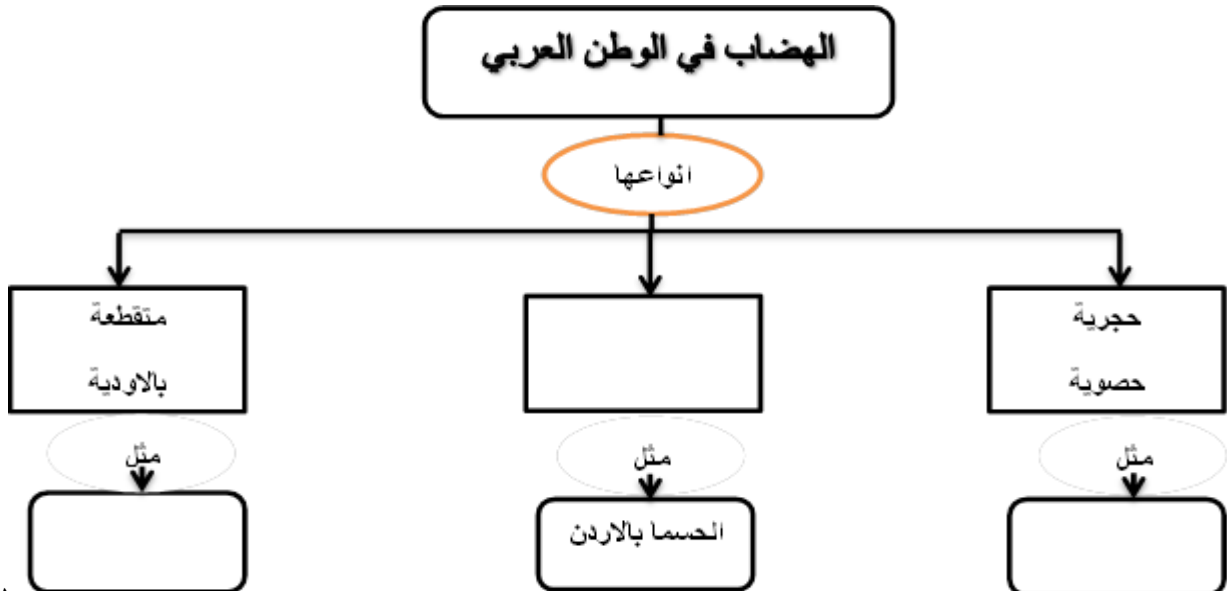 الهضاب في الوطن العربي
انواعها
حجرية
حصوية
متقطعة
بالاودية
مثل
مثل
مثل
الحسما بالاردن